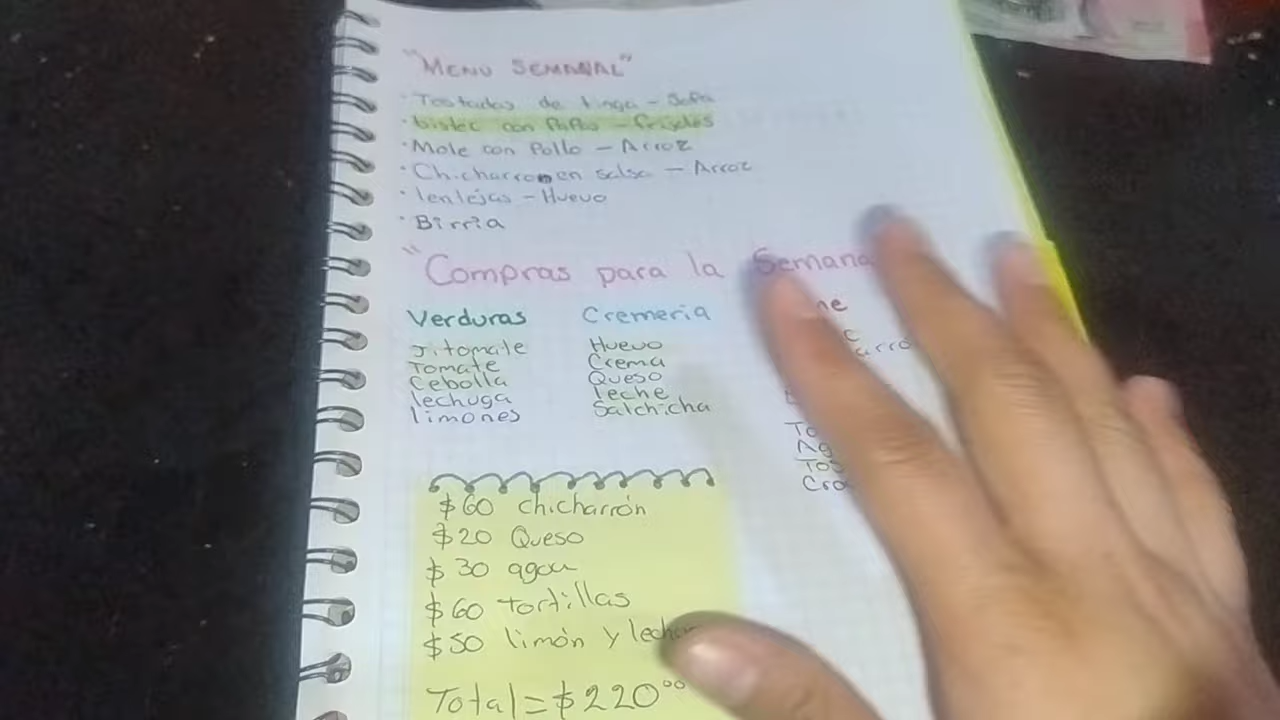 "MENU SEMANAL"
· Tostadas de tinga - Sopa
· bistec con papas - frijoles
· Mole con Pollo - Arroz
· Chicharron en salsa - Arroz
· lentejas - Huevo
· Birria
"Compras para la Semana
Verduras
Jitomate
Tomate
Cebolla
lechuga
limones
Cremeria
Huevo
Crema
Queso
leche
Salchicha
$60 chicharrón
$20 Queso
$30 agua
$60 tortillas
$50 limón y
Total = $220⁰⁰